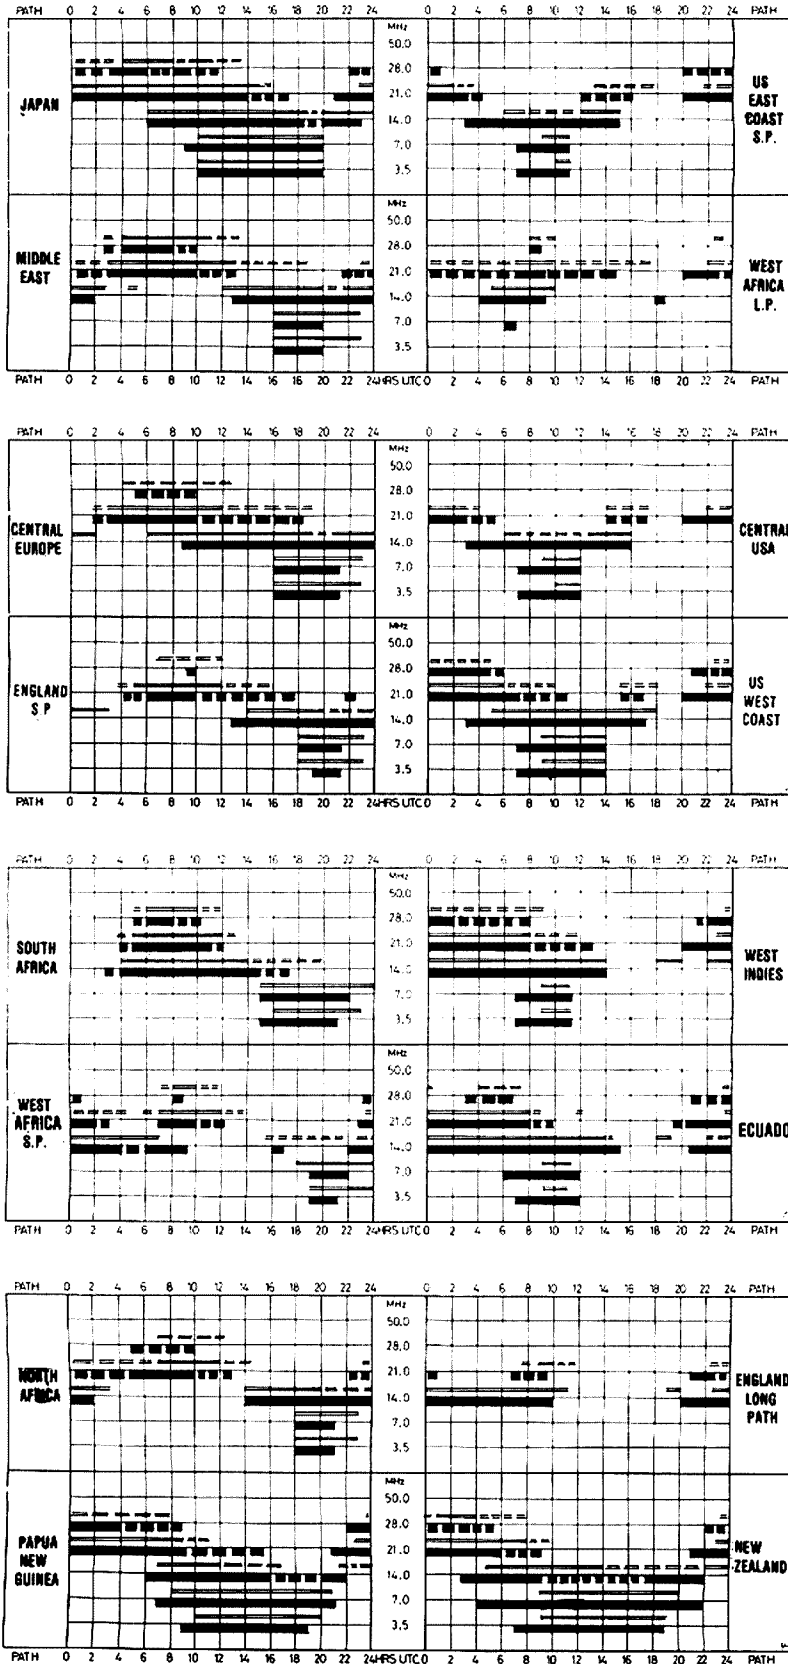 PATH 0 2 4 6 8 10 12 14 16 18 20 22 24 0 2 4 6 8 10 12 14 16 18 20 22 24 PATH
MHz
50.0
28.0
21.0
14.0
7.0
3.5
JAPAN
US
EAST
COAST
S.P.
MHz
50.0
28.0
21.0
14.0
7.0
3.5
MIDDLE
EAST
WEST
AFRICA
L.P.
PATH 0 2 4 6 8 10 12 14 16 18 20 22 24HRS UTC 0 2 4 6 8 10 12 14 16 18 20 22 24 PATH
PATH 0 2 4 6 8 10 12 14 16 18 20 22 24 0 2 4 6 8 10 12 14 16 18 20 22 24 PATH
MHz
50.0
28.0
21.0
14.0
7.0
3.5
CENTRAL
EUROPE
CENTRAL
USA
MHz
50.0
28.0
21.0
14.0
7.0
3.5
ENGLAND
S.P
US
WEST
COAST
PATH 0 2 4 6 8 10 12 14 16 18 20 22 24HRS UTC 0 2 4 6 8 10 12 14 16 18 20 22 24 PATH
PATH 0 2 4 6 8 10 12 14 16 18 20 22 24 0 2 4 6 8 10 12 14 16 18 20 22 24 PATH
MHz
50.0
28.0
21.0
14.0
7.0
3.5
SOUTH
AFRICA
WEST
INDIES
MHz
50.0
28.0
21.0
14.0
7.0
3.5
WEST
AFRICA
S.P.
ECUADO
PATH 0 2 4 6 8 10 12 14 16 18 20 22 24HRS UTC 0 2 4 6 8 10 12 14 16 18 20 22 24 PATH
PATH 0 2 4 6 8 10 12 14 16 18 20 22 24 0 2 4 6 8 10 12 14 16 18 20 22 24 PATH
MHz
50.0
28.0
21.0
14.0
7.0
3.5
NORTH
AFRICA
ENGLAND
LONG
PATH
MHz
50.0
28.0
21.0
14.0
7.0
3.5
PAPUA
NEW
GUINEA
NEW
ZEALAND
PATH 0 2 4 6 8 10 12 14 16 18 20 22 24HRS UTC 0 2 4 6 8 10 12 14 16 18 20 22 24 PATH